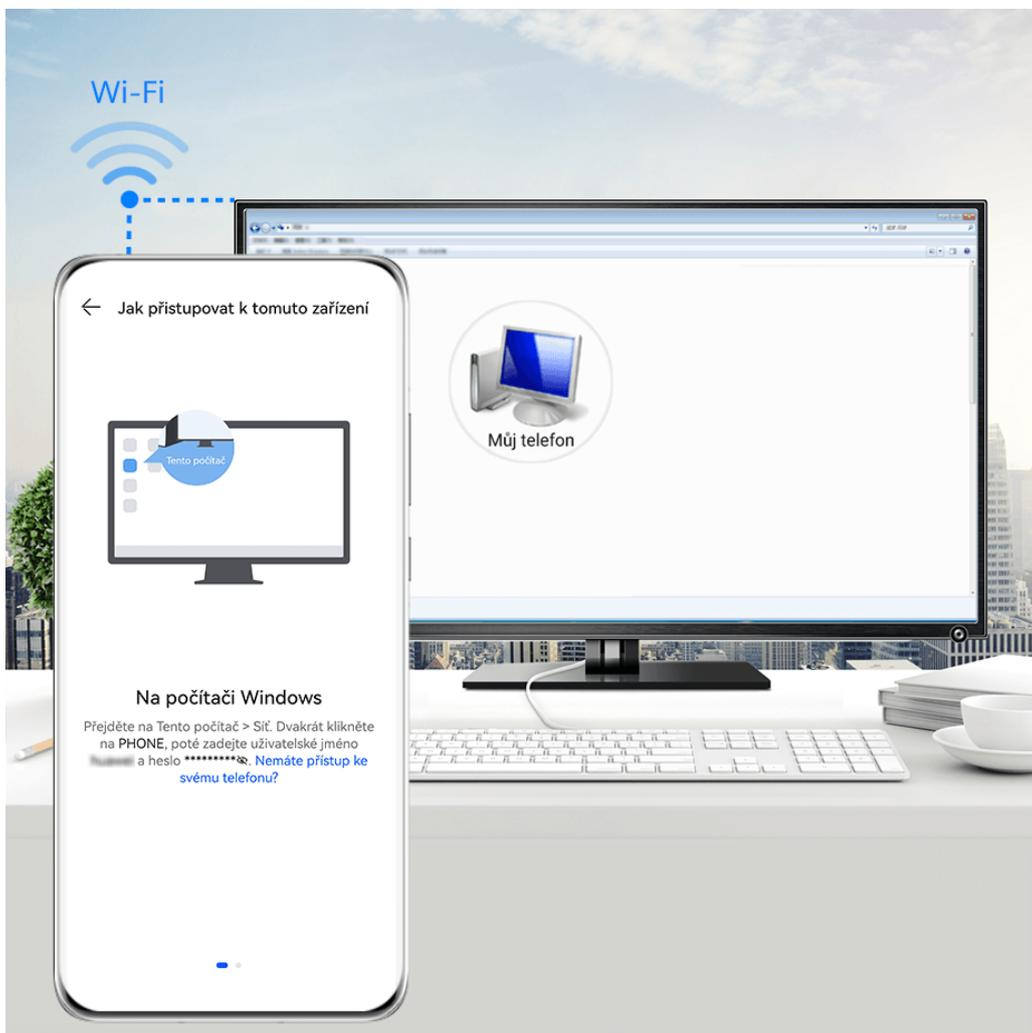 Wi-Fi
Jak přistupovat k tomuto zařízení
Tento počítač
Můj telefon
Na počítači Windows
Přejděte na Tento počítač > Síť. Dvakrát klikněte
na PHONE, poté zadejte uživatelské jméno
a heslo *********. Nemáte přístup ke
svému telefonu?